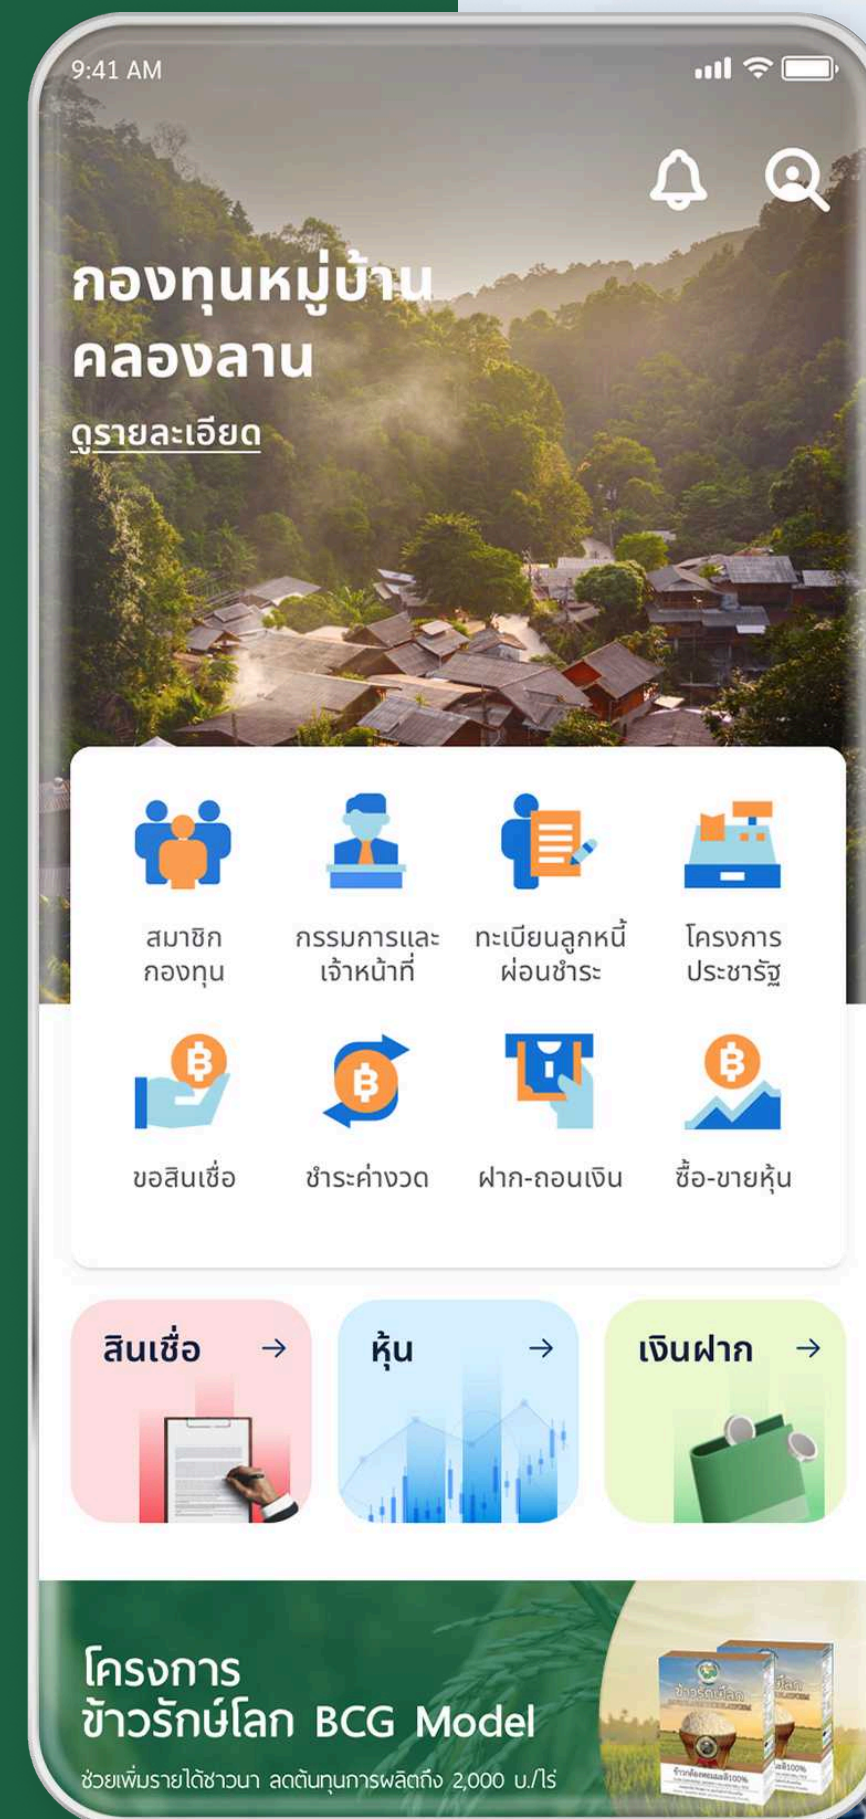 9:41 AM
กองทุนหมู่บ้าน
คลองลาน
ดูรายละเอียด
สมาชิก
กองทุน
กรรมการและ
เจ้าหน้าที่
ทะเบียนลูกหนี้
ผ่อนชำระ
โครงการ
ประชารัฐ
ขอสินเชื่อ
ชำระค่างวด
ฝาก-ถอนเงิน
ซื้อ-ขายหุ้น
สินเชื่อ
หุ้น
เงินฝาก
โครงการ
ข้าวรักษ์โลก BCG Model
ช่วยเพิ่มรายได้ชาวนา ลดต้นทุนการผลิตถึง 2,000 บ./ไร่
ข้าวรักษ์โลก